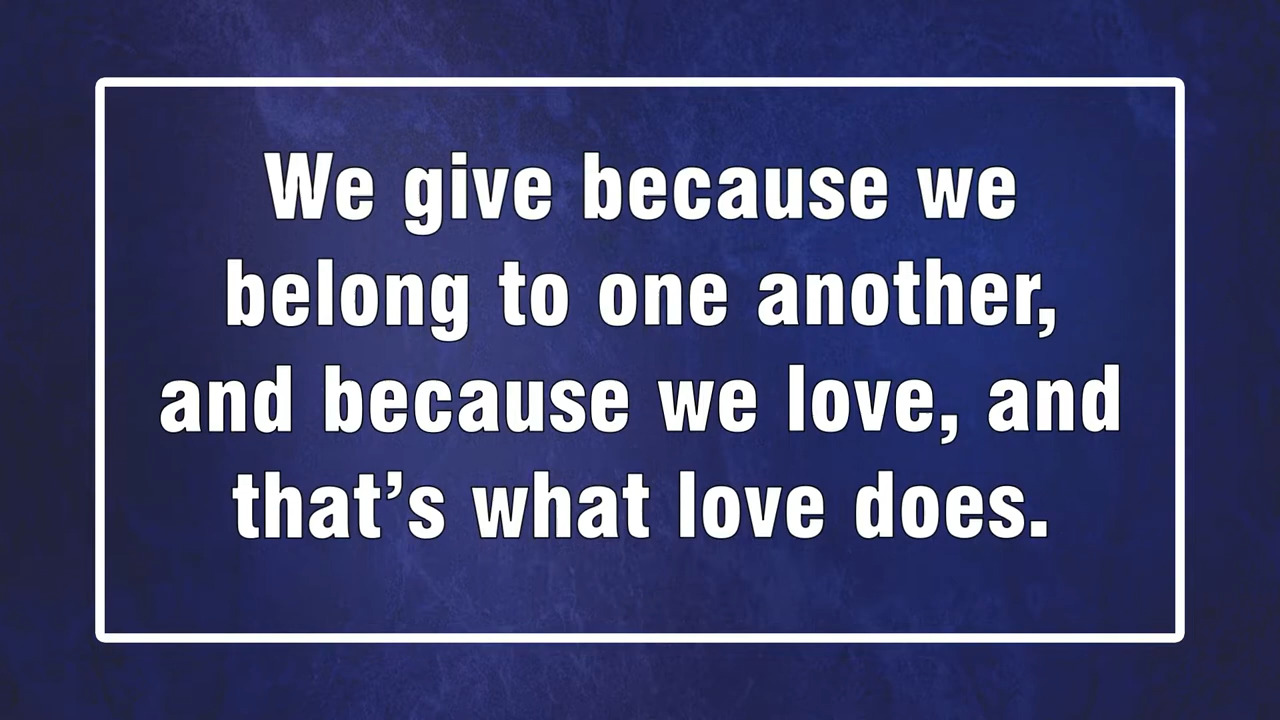 We give because we
belong to one another,
and because we love, and
that’s what love does.